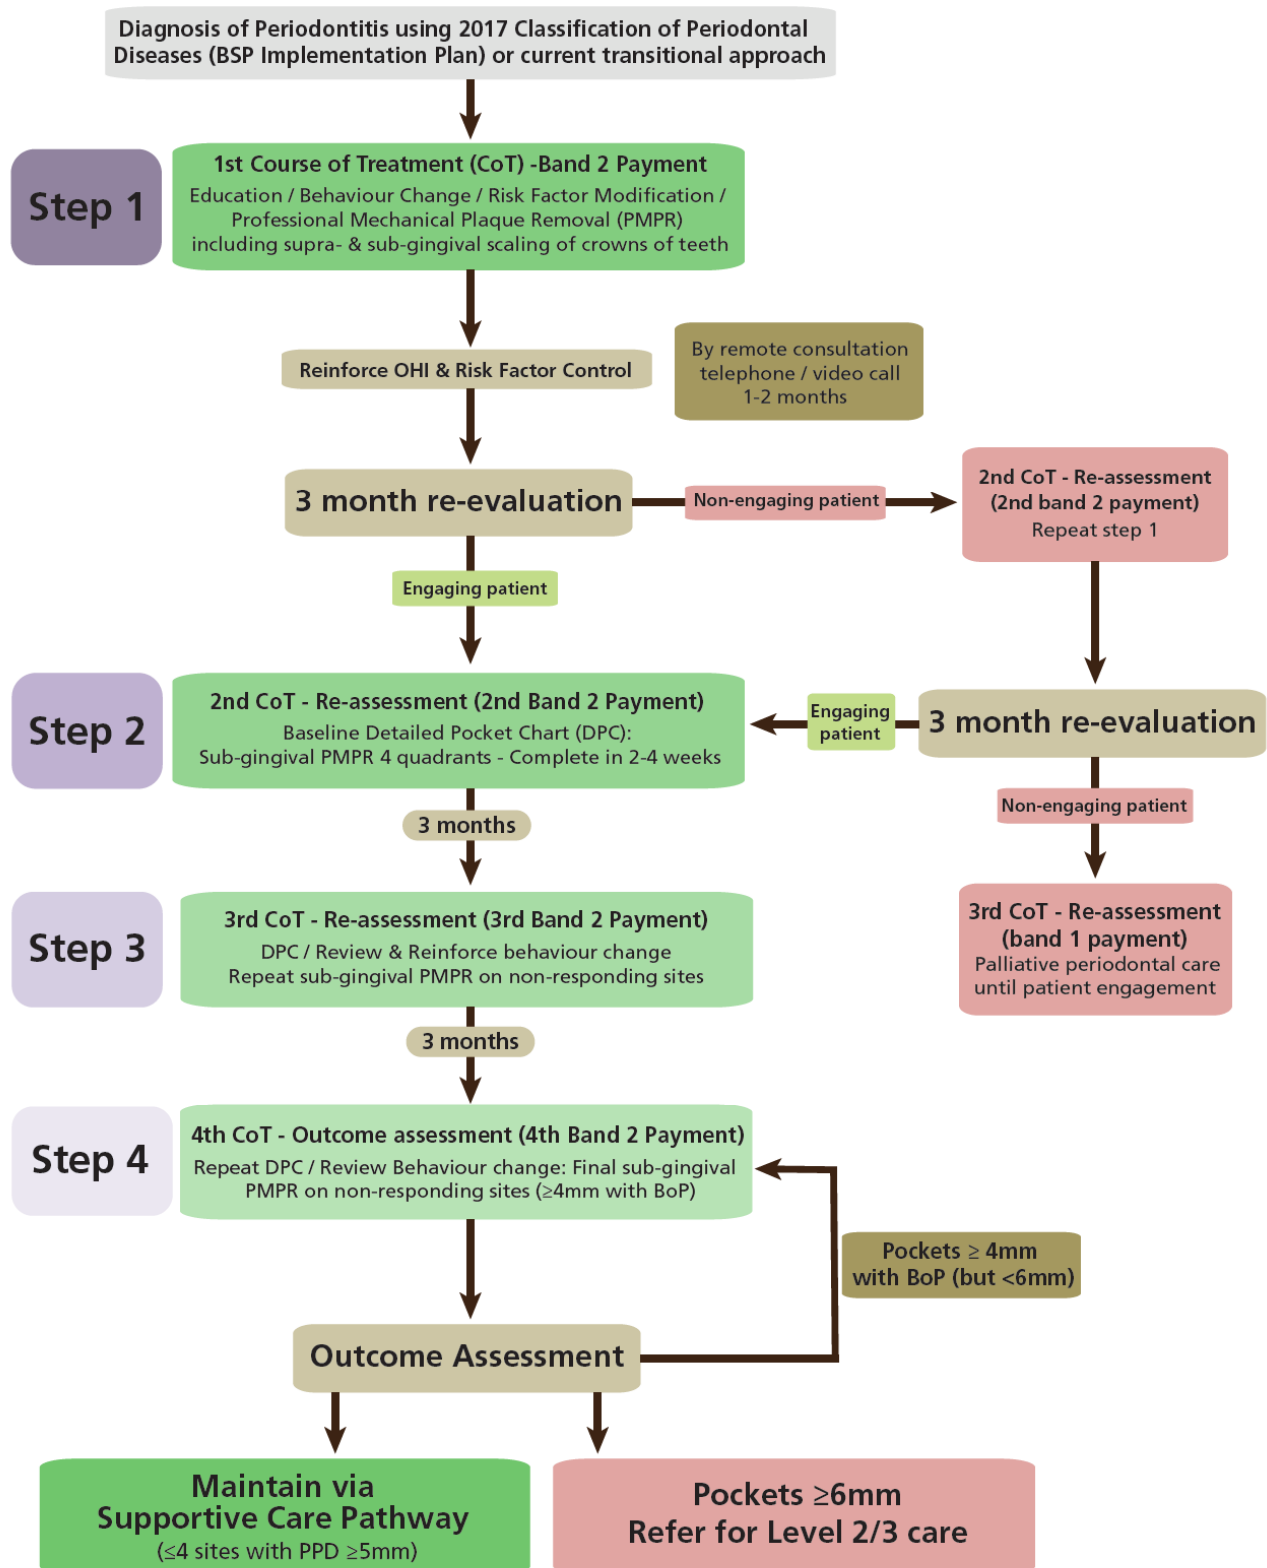 Diagnosis of Periodontitis using 2017 Classification of Periodontal
Diseases (BSP Implementation Plan) or current transitional approach
Step 1
1st Course of Treatment (CoT) -Band 2 Payment
Education / Behaviour Change / Risk Factor Modification /
Professional Mechanical Plaque Removal (PMPR)
including supra- & sub-gingival scaling of crowns of teeth
Reinforce OHI & Risk Factor Control
By remote consultation
telephone / video call
1-2 months
3 month re-evaluation
Non-engaging patient
2nd CoT - Re-assessment
(2nd band 2 payment)
Repeat step 1
Engaging patient
Step 2
2nd CoT - Re-assessment (2nd Band 2 Payment)
Baseline Detailed Pocket Chart (DPC):
Sub-gingival PMPR 4 quadrants - Complete in 2-4 weeks
Engaging
patient
3 month re-evaluation
Non-engaging patient
3 months
Step 3
3rd CoT - Re-assessment (3rd Band 2 Payment)
DPC / Review & Reinforce behaviour change
Repeat sub-gingival PMPR on non-responding sites
3rd CoT - Re-assessment
(band 1 payment)
Palliative periodontal care
until patient engagement
3 months
Step 4
4th CoT - Outcome assessment (4th Band 2 Payment)
Repeat DPC / Review Behaviour change: Final sub-gingival
PMPR on non-responding sites (≥4mm with BoP)
Pockets ≥ 4mm
with BoP (but <6mm)
Outcome Assessment
Maintain via
Supportive Care Pathway
(≤4 sites with PPD ≥5mm)
Pockets ≥6mm
Refer for Level 2/3 care